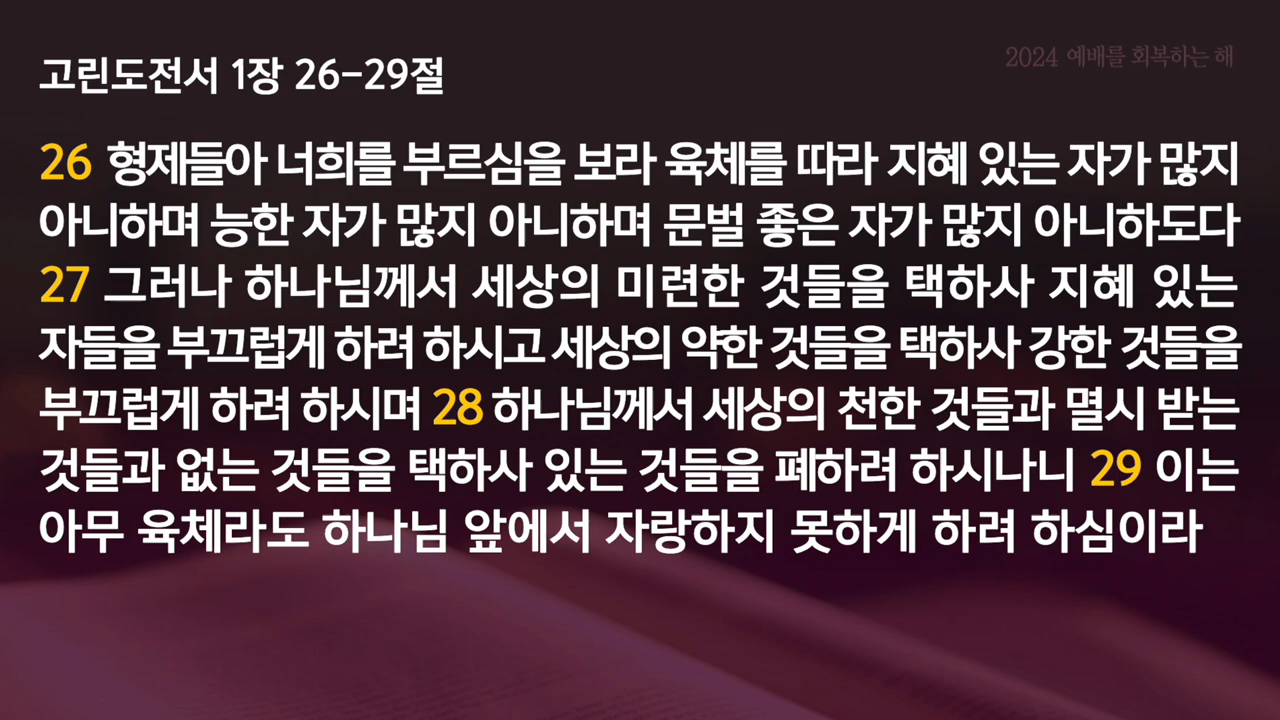 고린도전서 1장 26-29절
2024 예배를 회복하는 해
26 형제들아 너희를 부르심을 보라 육체를 따라 지혜 있는 자가 많지
아니하며 능한 자가 많지 아니하며 문벌 좋은 자가 많지 아니하도다
27 그러나 하나님께서 세상의 미련한 것들을 택하사 지혜 있는
자들을 부끄럽게 하려 하시고 세상의 약한 것들을 택하사 강한 것들을
부끄럽게 하려 하시며 28 하나님께서 세상의 천한 것들과 멸시 받는
것들과 없는 것들을 택하사 있는 것들을 폐하려 하시나니 29 이는
아무 육체라도 하나님 앞에서 자랑하지 못하게 하려 하심이라